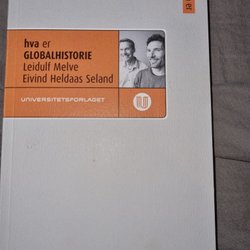 hva er
GLOBALHISTORIE
Leidulf Melve
Eivind Heldaas Seland
UNIVERSITETSFORLAGET